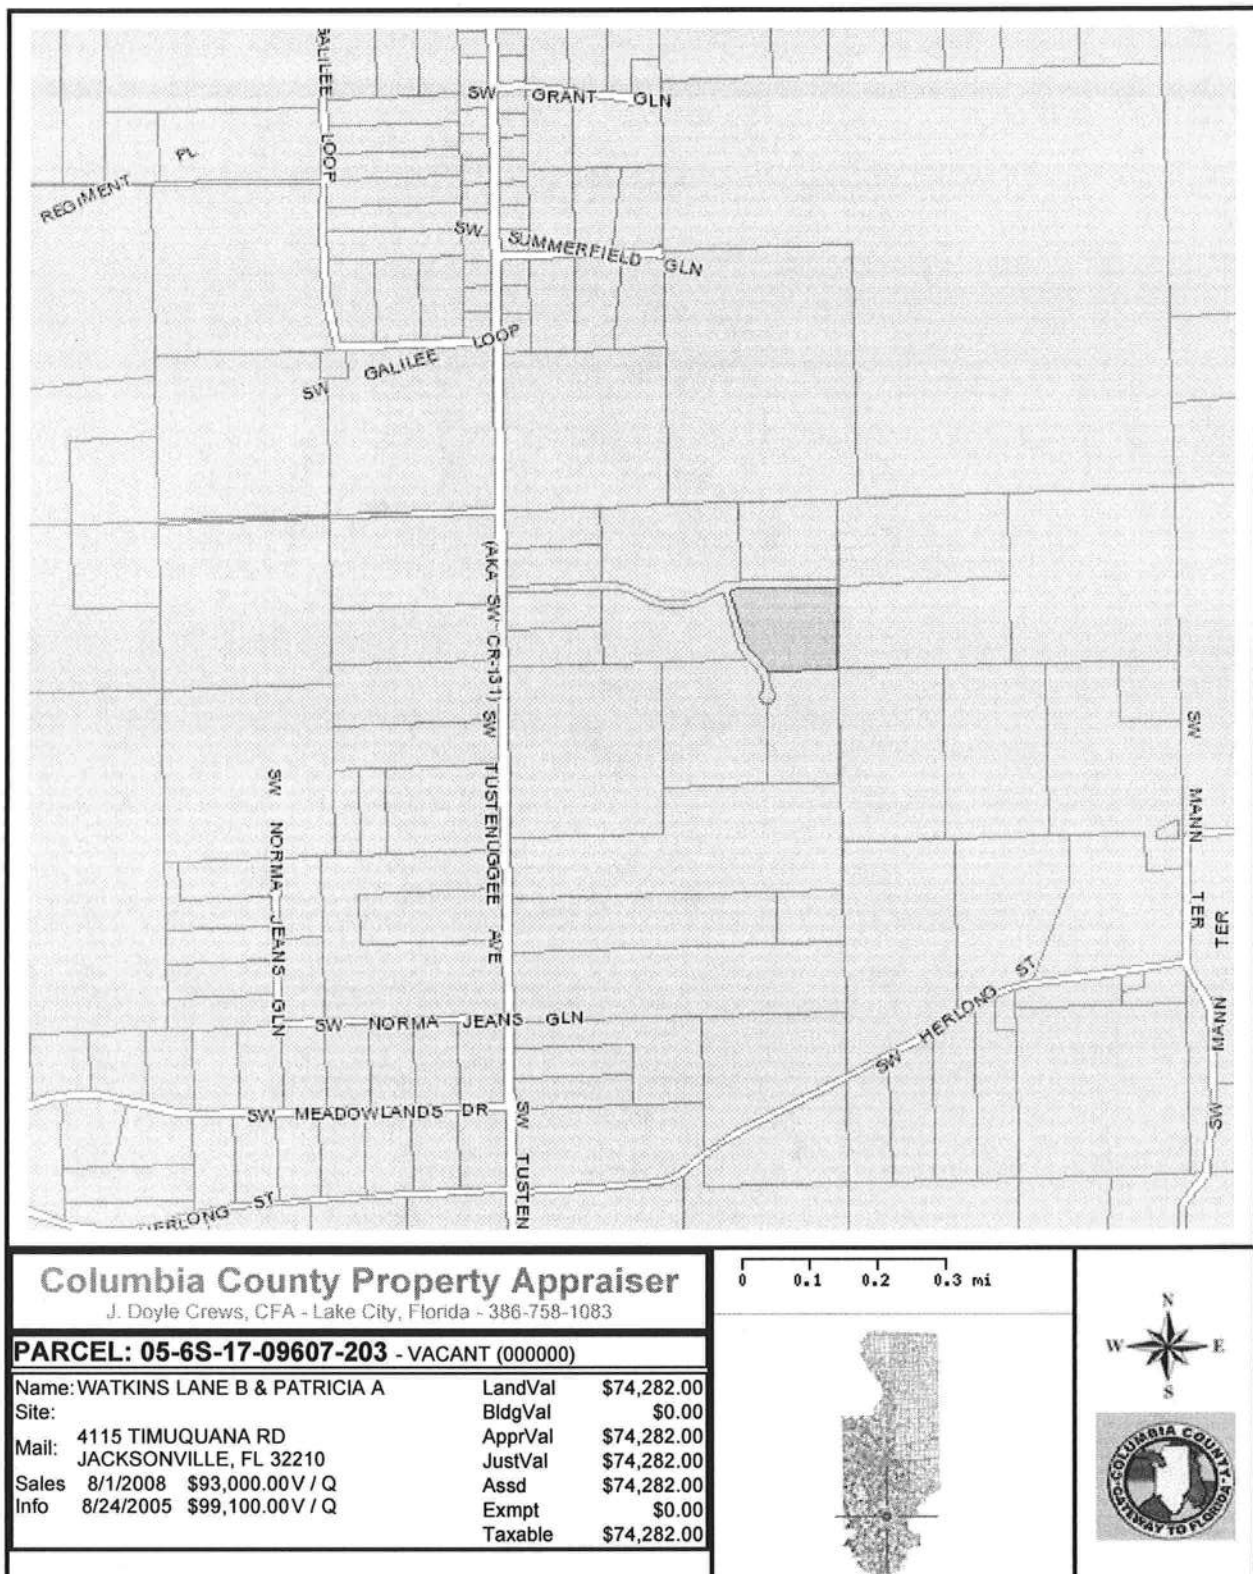 GALILEE LOOP
SW GRANT GLN
REGIMENT PL
SW SUMMERFIELD GLN
SW GALILEE LOOP
(AKA SW CR-131) SW TUSTENUGGEE AVE
SW NORMA JEANS GLN
SW MANN TER
SW MANN TER
SW HERLONG ST
SW NORMA JEANS GLN
SW MEADOWLANDS DR
SW TUSTEN
HERLONG ST
Columbia County Property Appraiser
J. Doyle Crews, CFA - Lake City, Florida - 386-758-1083
PARCEL: 05-6S-17-09607-203 - VACANT (000000)
Name: WATKINS LANE B & PATRICIA A LandVal $74,282.00
Site: BldgVal $0.00
Mail: 4115 TIMUQUANA RD ApprVal $74,282.00
JACKSONVILLE, FL 32210 JustVal $74,282.00
Sales 8/1/2008 $93,000.00 V / Q Assd $74,282.00
Info 8/24/2005 $99,100.00 V / Q Exmpt $0.00
Taxable $74,282.00
0 0.1 0.2 0.3 mi
N
W E
S
COLUMBIA COUNTY
GATEWAY TO FLORIDA